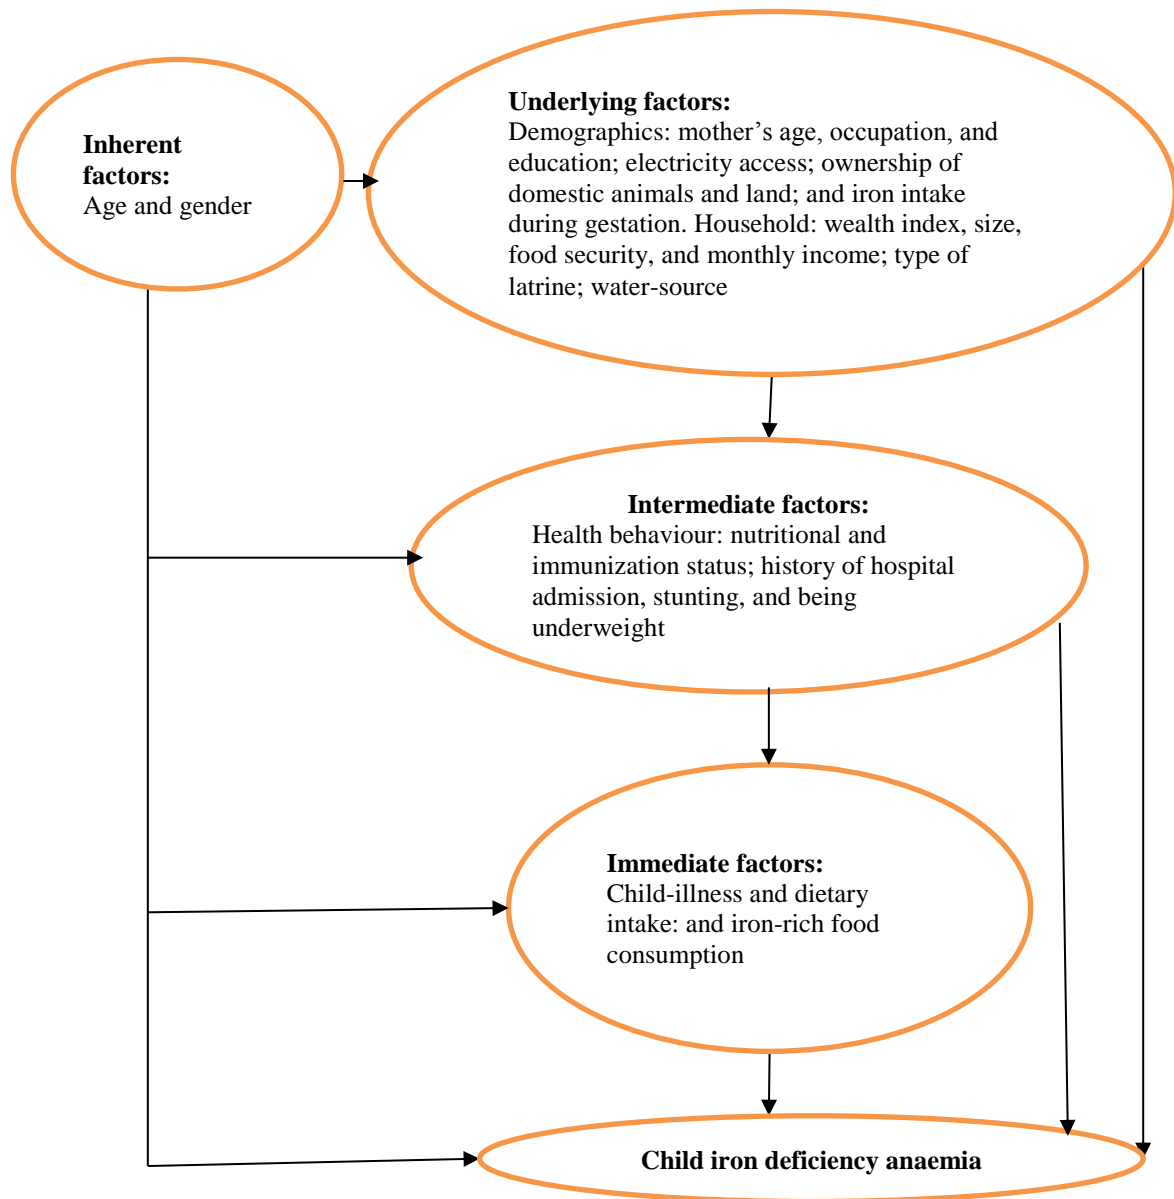 Inherent
factors:
Age and gender
Underlying factors:
Demographics: mother’s age, occupation, and
education; electricity access; ownership of
domestic animals and land; and iron intake
during gestation. Household: wealth index, size,
food security, and monthly income; type of
latrine; water-source
Intermediate factors:
Health behaviour: nutritional and
immunization status; history of hospital
admission, stunting, and being
underweight
Immediate factors:
Child-illness and dietary
intake: and iron-rich food
consumption
Child iron deficiency anaemia